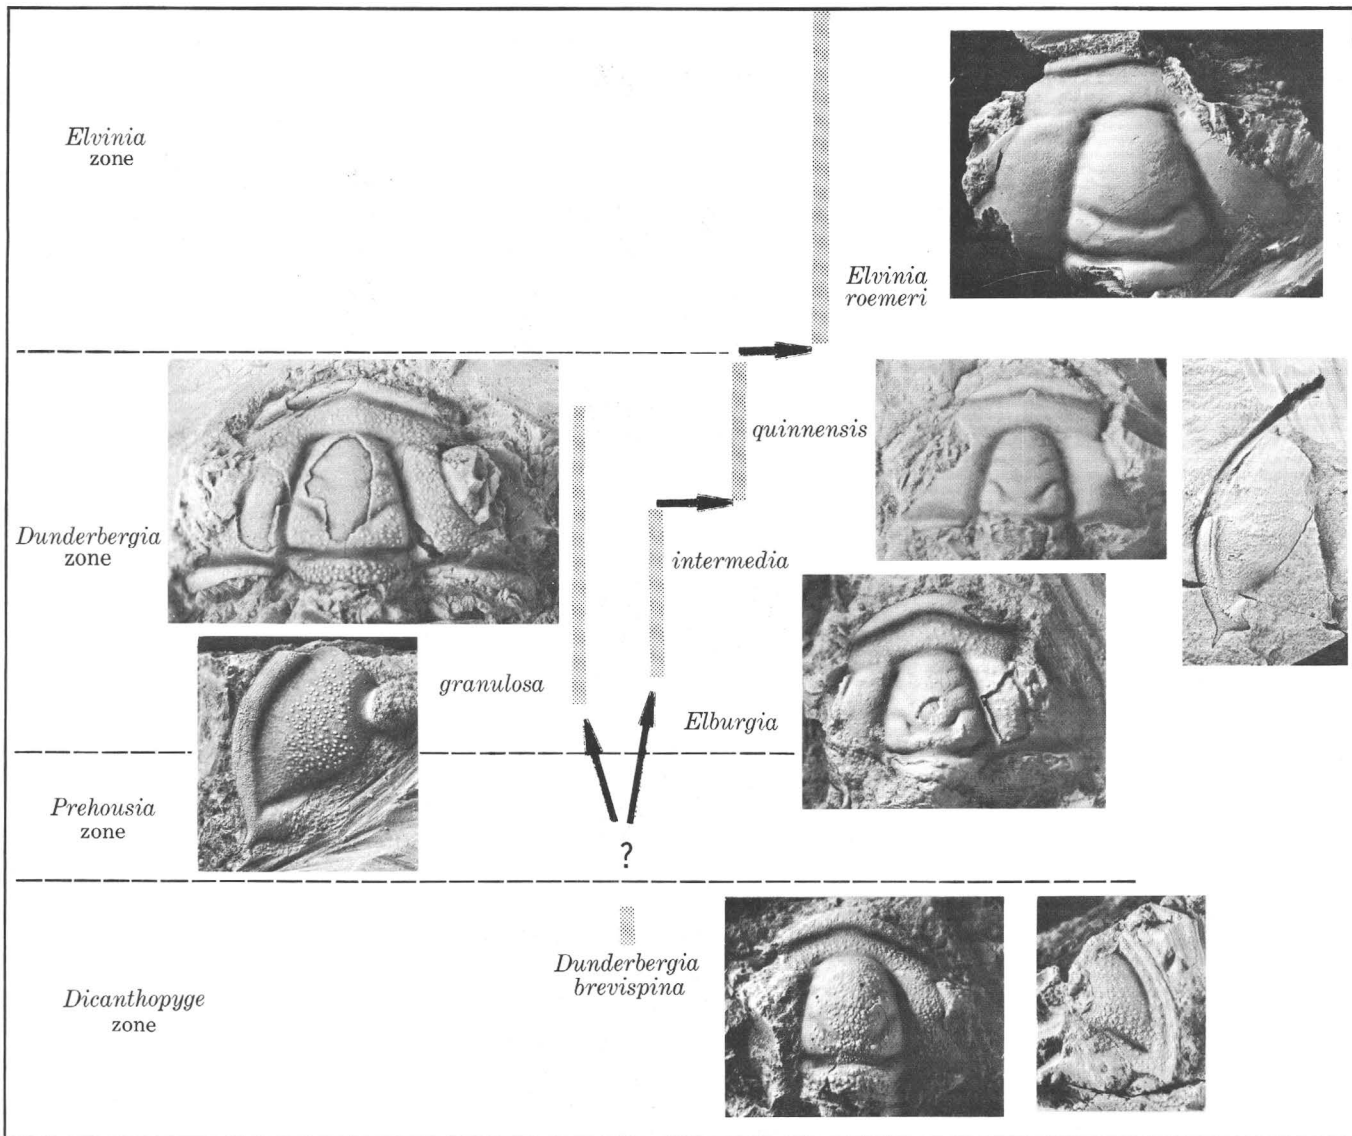 Elvinia
zone
Elvinia
roemeri
quinnensis
Dunderbergia
zone
intermedia
granulosa
Elburgia
Prehousia
zone
?
Dunderbergia
brevispina
Dicanthopyge
zone